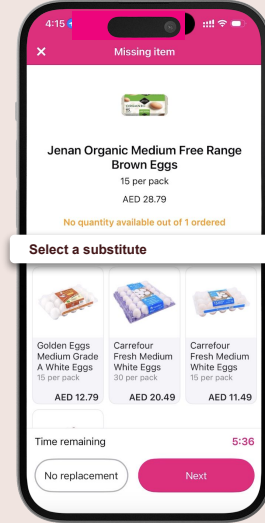 4:15
Missing item
Jenan Organic Medium Free Range
Brown Eggs
15 per pack
AED 28.79
No quantity available out of 1 ordered
Select a substitute
Golden Eggs
Medium Grade
A White Eggs
15 per pack
AED 12.79
Carrefour
Fresh Medium
White Eggs
30 per pack
AED 20.49
Carrefour
Fresh Medium
White Eggs
15 per pack
AED 11.49
Time remaining
5:36
No replacement
Next